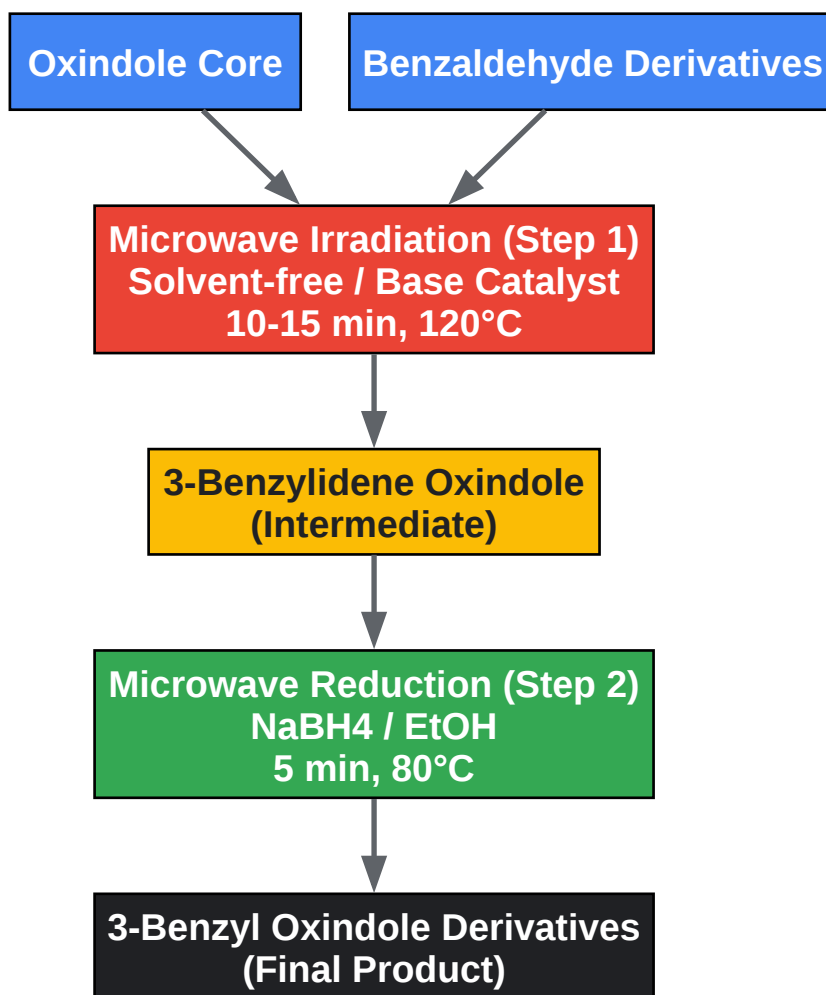 Oxindole Core
Benzaldehyde Derivatives
Microwave Irradiation (Step 1)
Solvent-free / Base Catalyst
10-15 min, 120°C
3-Benzylidene Oxindole
(Intermediate)
Microwave Reduction (Step 2)
NaBH4 / EtOH
5 min, 80°C
3-Benzyl Oxindole Derivatives
(Final Product)